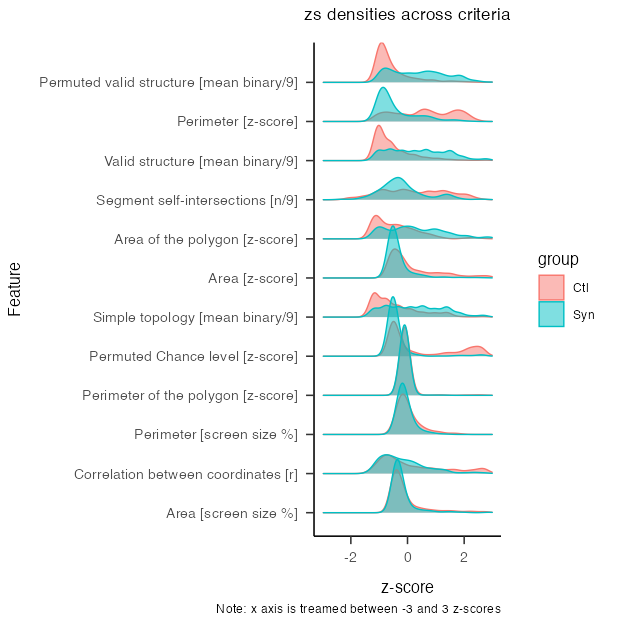 zs densities across criteria
Permuted valid structure [mean binary/9]
Perimeter [z-score]
Valid structure [mean binary/9]
Segment self-intersections [n/9]
Area of the polygon [z-score]
Area [z-score]
Simple topology [mean binary/9]
Permuted Chance level [z-score]
Perimeter of the polygon [z-score]
Perimeter [screen size %]
Correlation between coordinates [r]
Area [screen size %]
Feature
-2 0 2
z-score
Note: x axis is treamed between -3 and 3 z-scores
group
Ctl
Syn